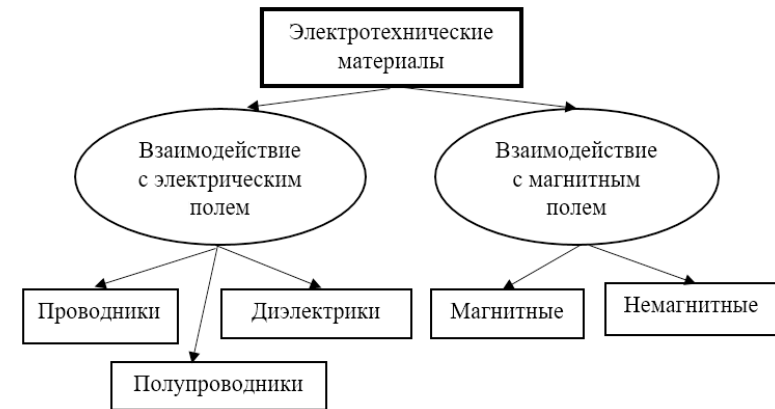 Электротехнические
материалы
Взаимодействие
с электрическим
полем
Взаимодействие
с магнитным
полем
Проводники
Диэлектрики
Магнитные
Немагнитные
Полупроводники